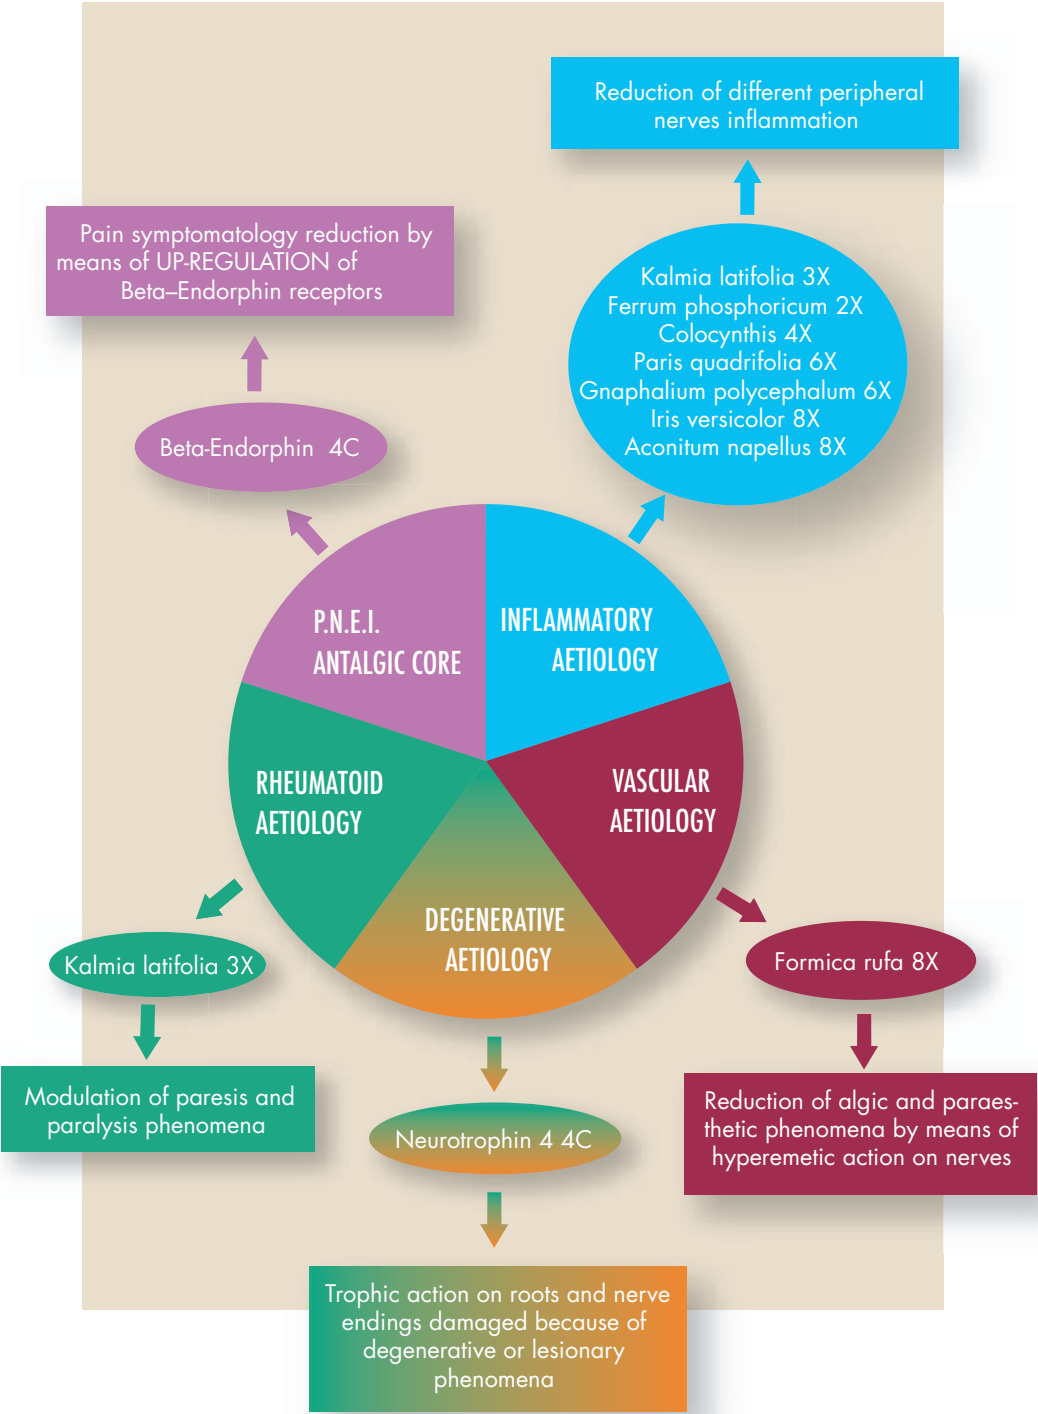 Reduction of different peripheral
nerves inflammation
Pain symptomatology reduction by
means of UP-REGULATION of
Beta–Endorphin receptors
Kalmia latifolia 3X
Ferrum phosphoricum 2X
Colocynthis 4X
Paris quadrifolia 6X
Gnaphalium polycephalum 6X
Iris versicolor 8X
Aconitum napellus 8X
Beta-Endorphin 4C
P.N.E.I.
ANTALGIC CORE
INFLAMMATORY
AETIOLOGY
RHEUMATOID
AETIOLOGY
VASCULAR
AETIOLOGY
DEGENERATIVE
AETIOLOGY
Kalmia latifolia 3X
Formica rufa 8X
Modulation of paresis and
paralysis phenomena
Neurotrophin 4 4C
Reduction of algic and paraes-
thetic phenomena by means of
hyperemetic action on nerves
Trophic action on roots and nerve
endings damaged because of
degenerative or lesionary
phenomena